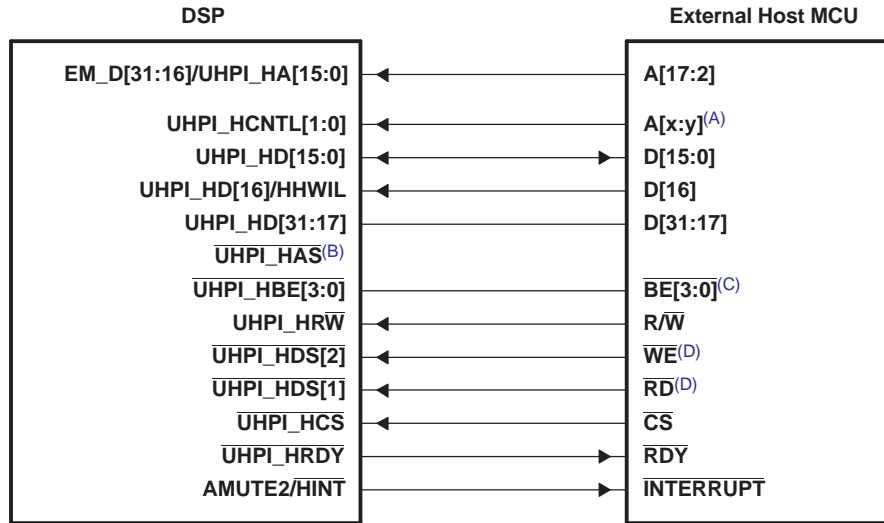 DSP External Host MCU
EM_D[31:16]/UHPI_HA[15:0] A[17:2]
UHPI_HCNTL[1:0] A[x:y](A)
UHPI_HD[15:0] D[15:0]
UHPI_HD[16]/HHWIL D[16]
UHPI_HD[31:17] D[31:17]
UHPI_HAS(B)
UHPI_HBE[3:0] BE[3:0](C)
UHPI_HRW R/W
UHPI_HDS[2] WE(D)
UHPI_HDS[1] RD(D)
UHPI_HCS CS
UHPI_HRDY RDY
AMUTE2/HINT INTERRUPT